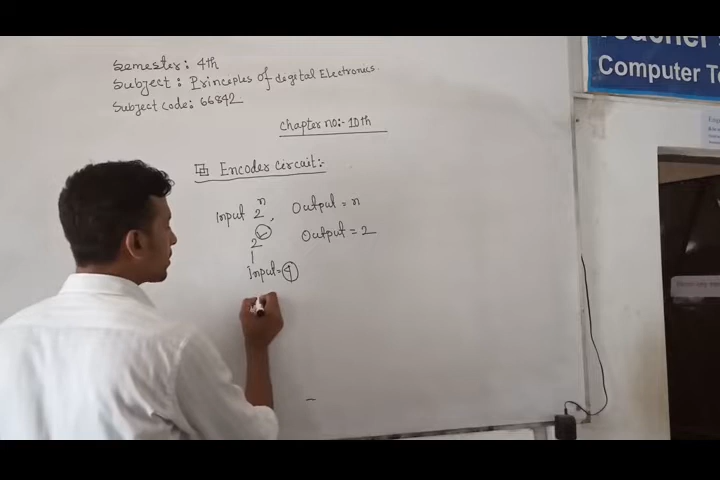 Semester: 4th
Subject: Principles of digital Electronics.
Subject code: 66842
Chapter no:- 10th
Encoder circuit:-
Input 2^n, Output = n
2^2 Output = 2
Input = 4
Computer